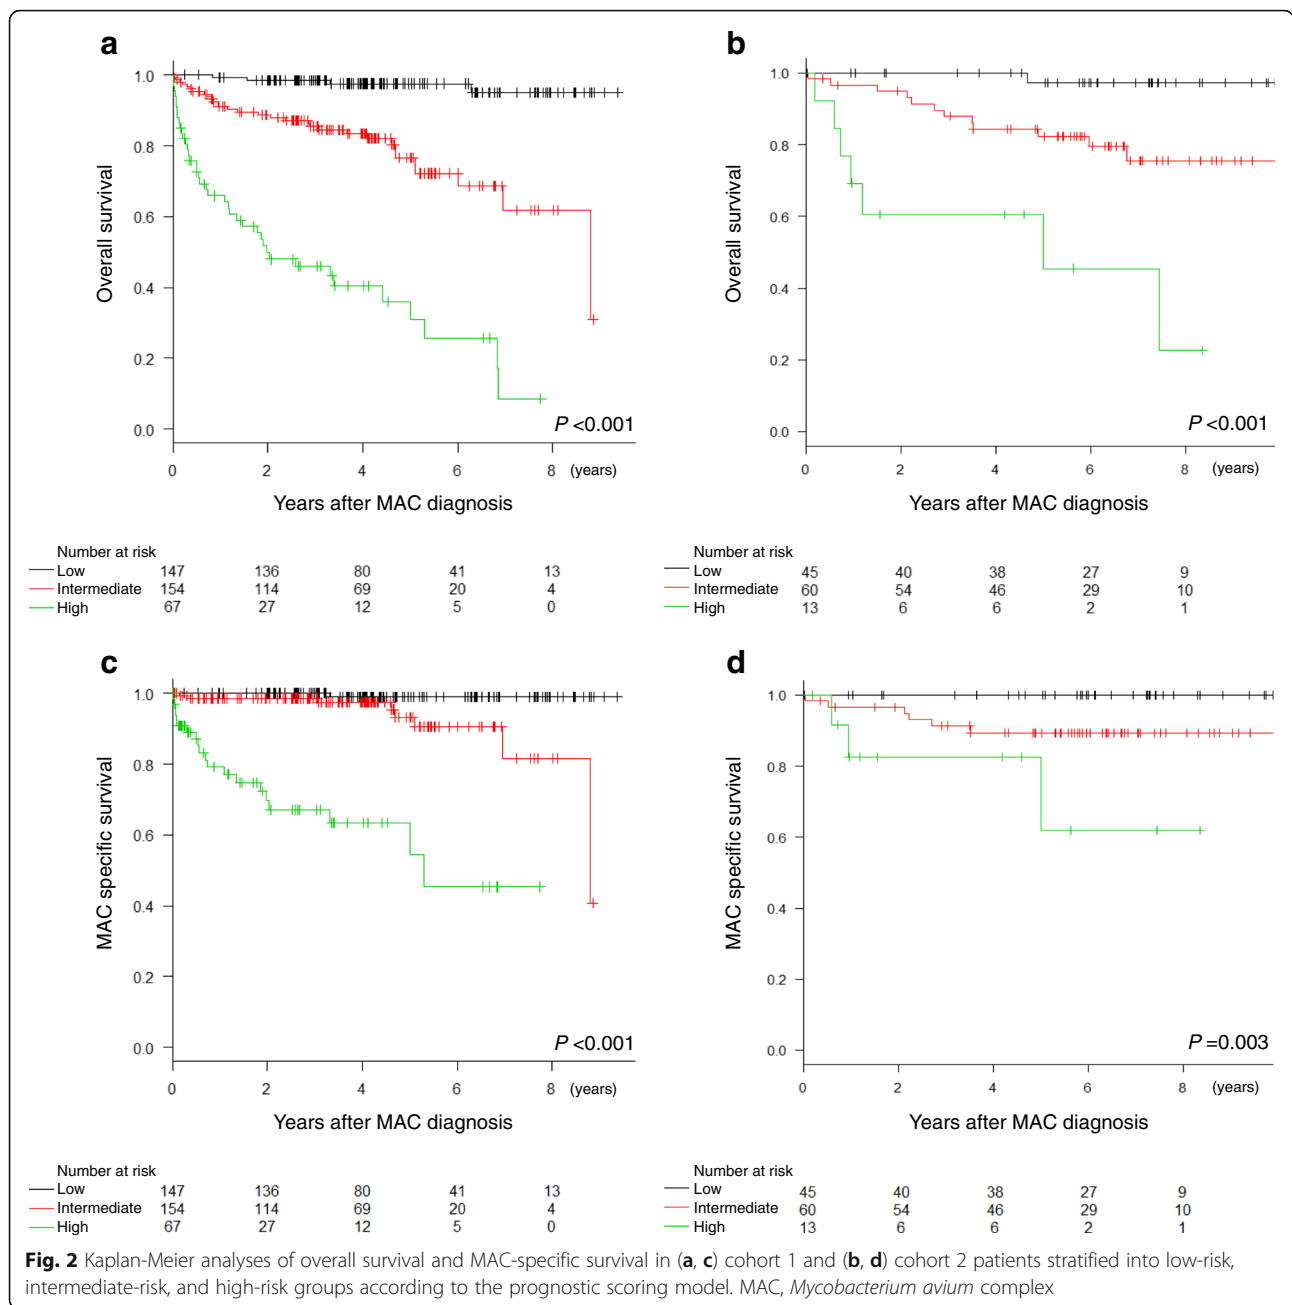 a
1.0
0.8
0.6
0.4
0.2
0.0
Overall survival
P <0.001
0 2 4 6 8 (years)
Years after MAC diagnosis
Number at risk
Low 147 136 80 41 13
Intermediate 154 114 69 20 4
High 67 27 12 5 0
b
1.0
0.8
0.6
0.4
0.2
0.0
Overall survival
P <0.001
0 2 4 6 8 (years)
Years after MAC diagnosis
Number at risk
Low 45 40 38 27 9
Intermediate 60 54 46 29 10
High 13 6 6 2 1
c
1.0
0.8
0.6
0.4
0.2
0.0
MAC specific survival
P <0.001
0 2 4 6 8 (years)
Years after MAC diagnosis
Number at risk
Low 147 136 80 41 13
Intermediate 154 114 69 20 4
High 67 27 12 5 0
d
1.0
0.8
0.6
0.4
0.2
0.0
MAC specific survival
P =0.003
0 2 4 6 8 (years)
Years after MAC diagnosis
Number at risk
Low 45 40 38 27 9
Intermediate 60 54 46 29 10
High 13 6 6 2 1
Fig. 2 Kaplan-Meier analyses of overall survival and MAC-specific survival in (a, c) cohort 1 and (b, d) cohort 2 patients stratified into low-risk,
intermediate-risk, and high-risk groups according to the prognostic scoring model. MAC, Mycobacterium avium complex